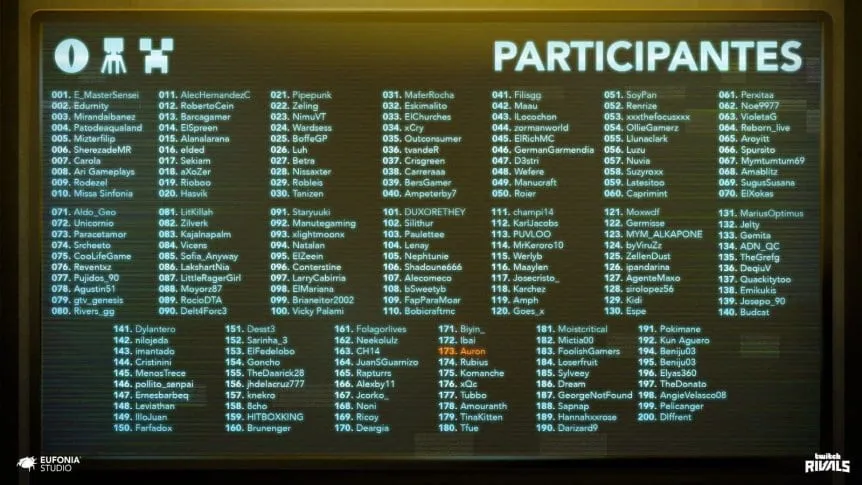 PARTICIPANTES
001. E_MasterSensei
002. Edurnity
003. Mirandaibanez
004. Patodeaqualand
005. Mizterfilip
006. SherezadeMR
007. Carola
008. Ari Gameplays
009. Rodezel
010. Missa Sinfonia
011. AlecHernandezC
012. RobertoCein
013. Barcagamer
014. ElSpreen
015. Alanalarana
016. elded
017. Sekiam
018. aXoZer
019. Rioboo
020. Hasvik
021. Pipepunk
022. Zeling
023. NimuVT
024. Wardsess
025. BoffeGP
026. Luh
027. Betra
028. Nissaxter
029. Robleis
030. Tanizen
031. MaferRocha
032. Eskimalito
033. ElChurches
034. xCry
035. Outconsumer
036. tvandeR
037. Crisgreen
038. Carreraaa
039. BersGamer
040. Ampeterby7
041. Filisgg
042. Maau
043. ILocochon
044. zormanworld
045. ElRichMC
046. GermanGarmendia
047. D3stri
048. Wefere
049. Manucraft
050. Roier
051. SoyPan
052. Renrize
053. xxxthefocusxxx
054. OllieGamerz
055. Llunaclark
056. Luzu
057. Nuvia
058. Suzyroxx
059. Latesitoo
060. Caprimint
061. Perxitaa
062. Noe9977
063. VioletaG
064. Reborn_live
065. Aroyitt
066. Spursito
067. Mymtumtum69
068. Amablitz
069. SugusSusana
070. ElXokas
071. Aldo_Geo
072. Unicornio
073. Paracetamor
074. Srcheeto
075. CooLifeGame
076. Reventxz
077. Pujidos_90
078. Agustin51
079. gtv_genesis
080. Rivers_gg
081. LitKillah
082. Zilverk
083. Kajainapalm
084. Vicens
085. Sofia_Anyway
086. LakshartNia
087. LittleRagerGirl
088. Moyorz87
089. RocioDTA
090. Delt4Forc3
091. Staryuuki
092. Manutegaming
093. xlightmoonx
094. Natalan
095. ElZeein
096. Conterstine
097. LarryCabirria
098. ElMariana
099. Brianeitor2002
100. Vicky Palami
101. DUXORETHEY
102. Silithur
103. Paulettee
104. Lenay
105. Nephtunie
106. Shadoune666
107. Alecomeco
108. bSweetyb
109. FapParaMoar
110. Bobicraftmc
111. champi14
112. KarlJacobs
113. PUVLOO
114. MrKeroro10
115. Werlyb
116. Maaylen
117. Josecristo_
118. Karchez
119. Amph
120. Goes_x
121. Moxwdf
122. Germisse
123. MYM_ALKAPONE
124. byViruZz
125. ZellenDust
126. ipandarina
127. AgenteMaxo
128. sirolopez56
129. Kidi
130. Espe
131. MariusOptimus
132. Jelty
133. Gemita
134. ADN_QC
135. TheGrefg
136. DeqiuV
137. Quackitytoo
138. Emikukis
139. Josepo_90
140. Budcat
141. Dylantero
142. nilojeda
143. imantado
144. Cristinini
145. MenosTrece
146. pollito_senpai
147. Ernesbarbeq
148. Leviathan
149. IlloJuan
150. Farfadox
151. Desst3
152. Sarinha_3
153. ElFedelobo
154. Goncho
155. TheDaarick28
156. jhdelacruz777
157. knekro
158. 8cho
159. HITBOXKING
160. Brunenger
161. Folagorlives
162. Neekolulz
163. CH14
164. JuanSGuarnizo
165. Rapturrs
166. Alexby11
167. Jcorko_
168. Noni
169. Ricoy
170. Deargia
171. Biyin_
172. Ibai
173. Auron
174. Rubius
175. Komanche
176. xQc
177. Tubbo
178. Amouranth
179. TinaKitten
180. Tfue
181. Moistcritical
182. Mictia00
183. FoolishGamers
184. Loserfruit
185. Sylveey
186. Dream
187. GeorgeNotFound
188. Sapnap
189. Hannahxxrose
190. Darizard9
191. Pokimane
192. Kun Aguero
194. Beniju03
193. Beniju03
196. Elyas360
197. TheDonato
198. AngieVelasco08
199. Pelicanger
200. DIffrent
EUFONIA
STUDIO
twitch
RIVALS